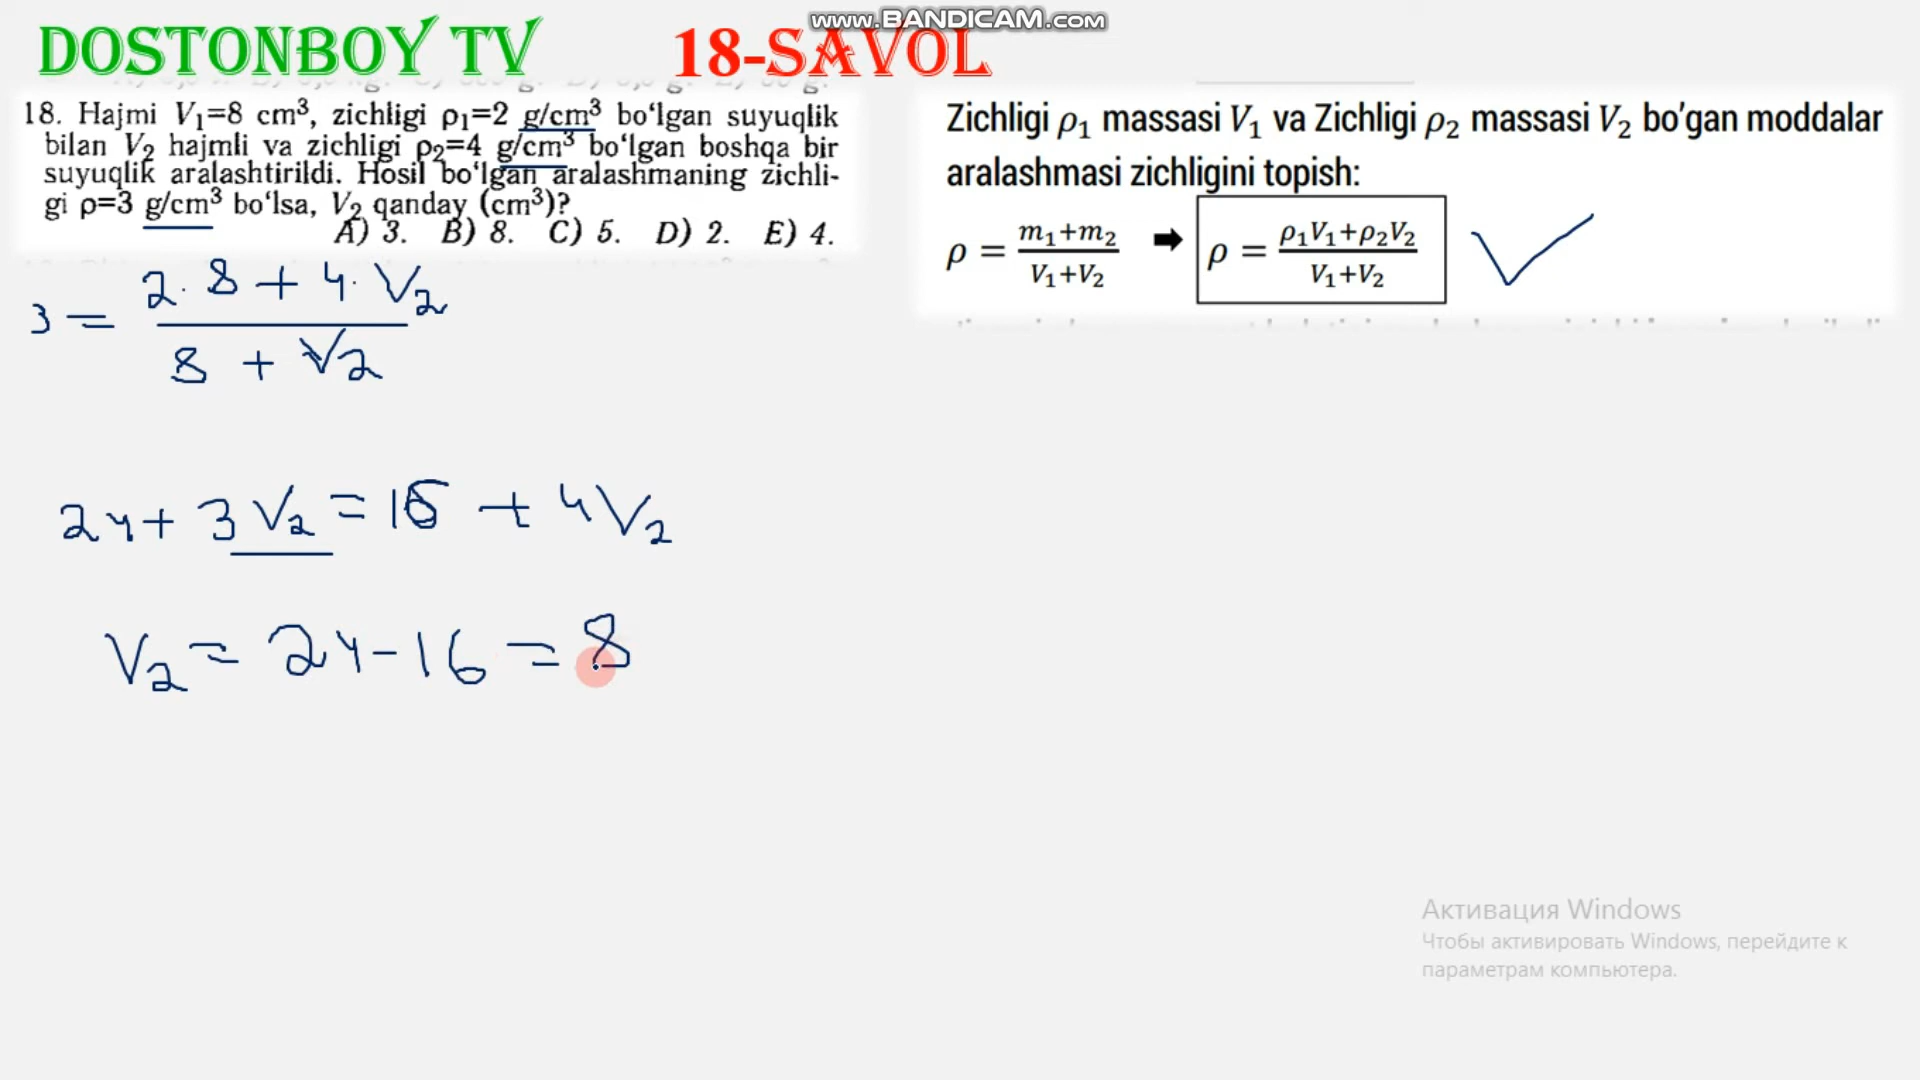 www.BANDICAM.com
DOSTONBOY TV
18-SAVOL
18. Hajmi V₁=8 cm³, zichligi ρ₁=2 g/cm³ bo‘lgan suyuqlik
bilan V₂ hajmli va zichligi ρ₂=4 g/cm³ bo‘lgan boshqa bir
suyuqlik aralashtirildi. Hosil bo‘lgan aralashmaning zichli-
gi ρ=3 g/cm³ bo‘lsa, V₂ qanday (cm³)?
A) 3. B) 8. C) 5. D) 2. E) 4.
3 = (2·8 + 4·V₂) / (8 + V₂)
24 + 3V₂ = 16 + 4V₂
V₂ = 24 - 16 = 8
Zichligi ρ₁ massasi V₁ va Zichligi ρ₂ massasi V₂ bo’gan moddalar
aralashmasi zichligini topish:
ρ = (m₁+m₂) / (V₁+V₂) ➡ ρ = (ρ₁V₁+ρ₂V₂) / (V₁+V₂)
Активация Windows
Чтобы активировать Windows, перейдите к
параметрам компьютера.